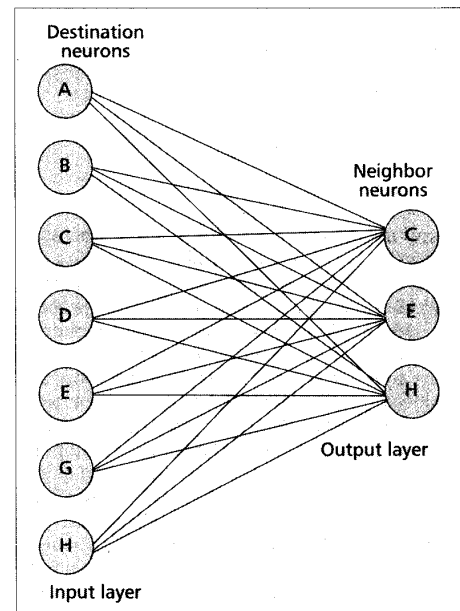 Destination
neurons
A
B
C
D
E
G
H
Input layer
Neighbor
neurons
C
E
H
Output layer